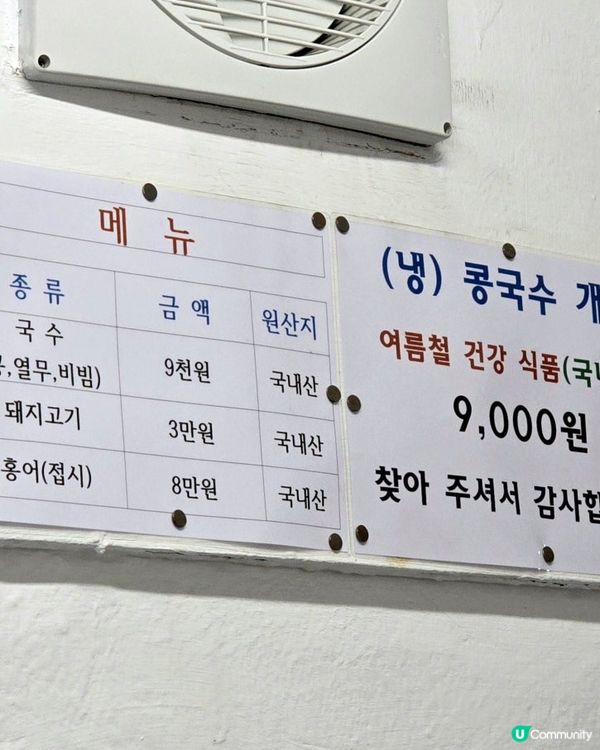 메 뉴
종 류 금 액 원산지
국 수
,열무,비빔) 9천원 국내산
돼지고기 3만원 국내산
홍어(접시) 8만원 국내산
(냉) 콩국수 개
여름철 건강 식품(국내
9,000원
찾아 주셔서 감사합
U Community